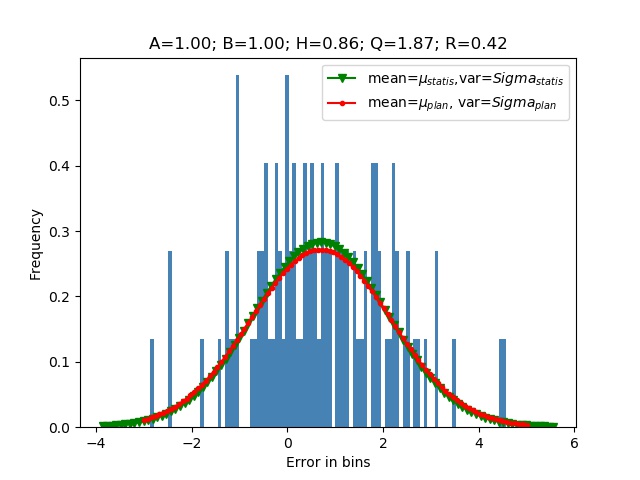 A=1.00; B=1.00; H=0.86; Q=1.87; R=0.42
mean=μstatis,var=Sigmastatis
mean=μplan, var=Sigmaplan
0.5
0.4
0.3
0.2
0.1
0.0
Frequency
−4 −2 0 2 4 6
Error in bins